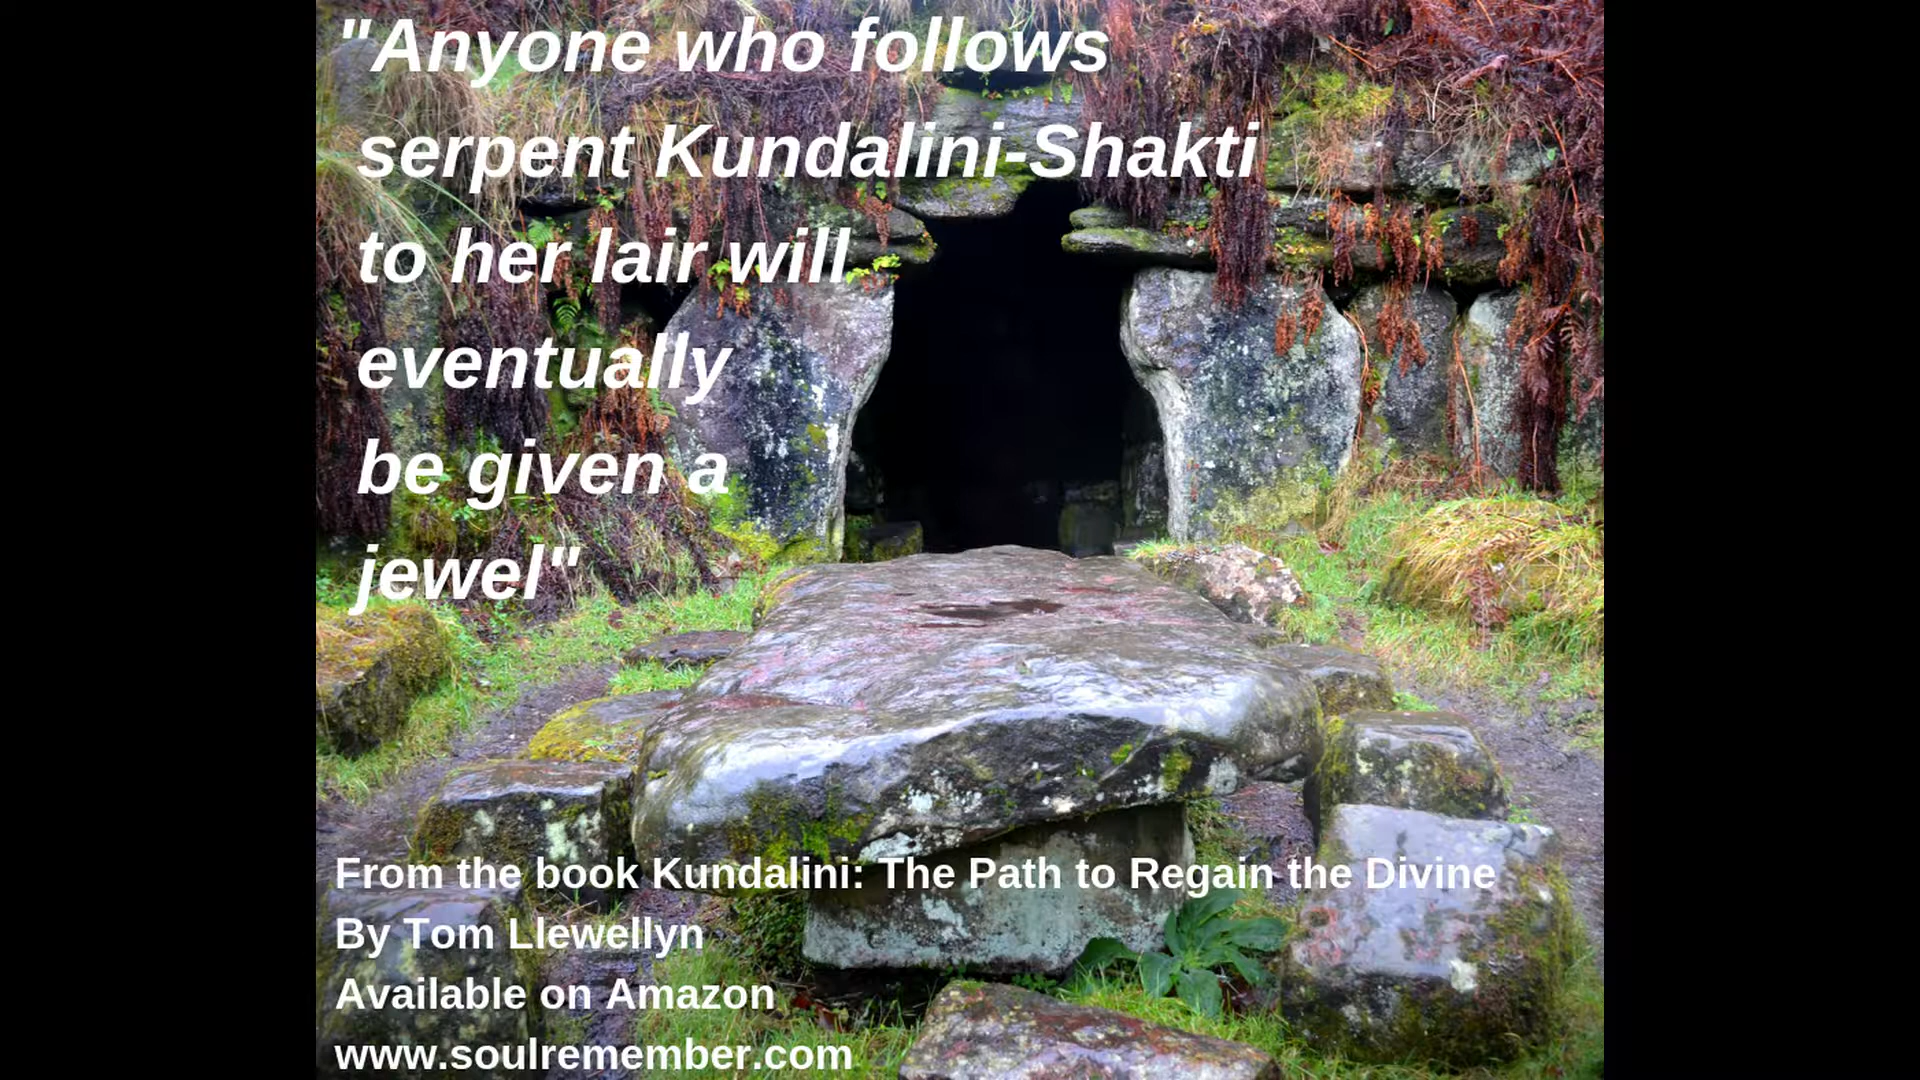 "Anyone who follows
serpent Kundalini-Shakti
to her lair will
eventually
be given a
jewel"
From the book Kundalini: The Path to Regain the Divine
By Tom Llewellyn
Available on Amazon
www.soulremember.com